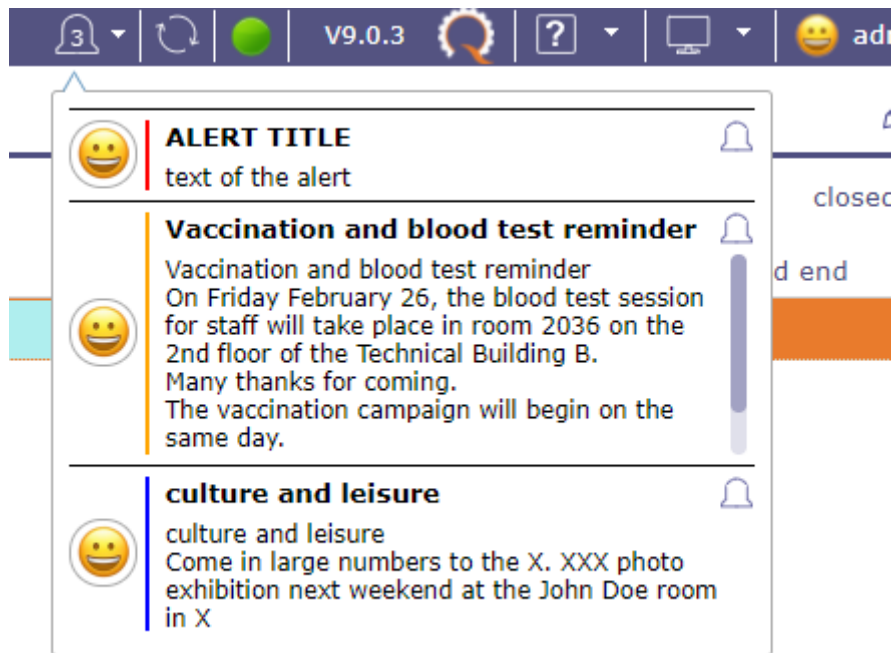 3
V9.0.3
?
ALERT TITLE
text of the alert
closed
Vaccination and blood test reminder
Vaccination and blood test reminder
d end
On Friday February 26, the blood test session
for staff will take place in room 2036 on the
2nd floor of the Technical Building B.
Many thanks for coming.
The vaccination campaign will begin on the
same day.
culture and leisure
culture and leisure
Come in large numbers to the X. XXX photo
exhibition next weekend at the John Doe room
in X